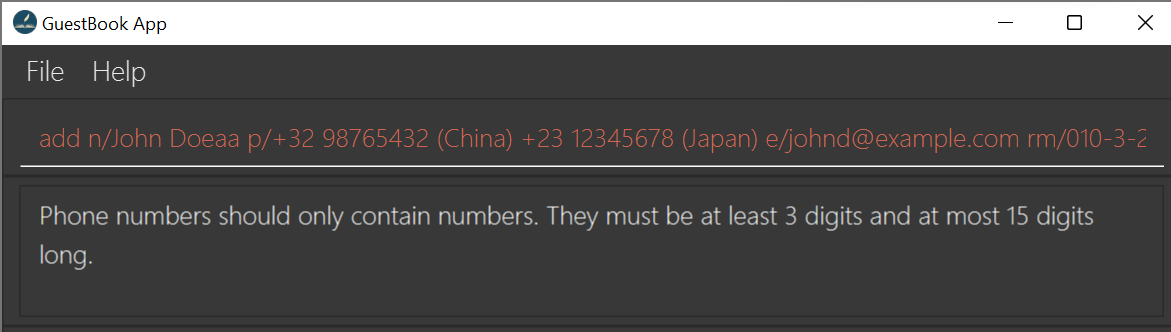 GuestBook App
File Help
add n/John Doeaa p/+32 98765432 (China) +23 12345678 (Japan) e/johnd@example.com rm/010-3-2
Phone numbers should only contain numbers. They must be at least 3 digits and at most 15 digits
long.